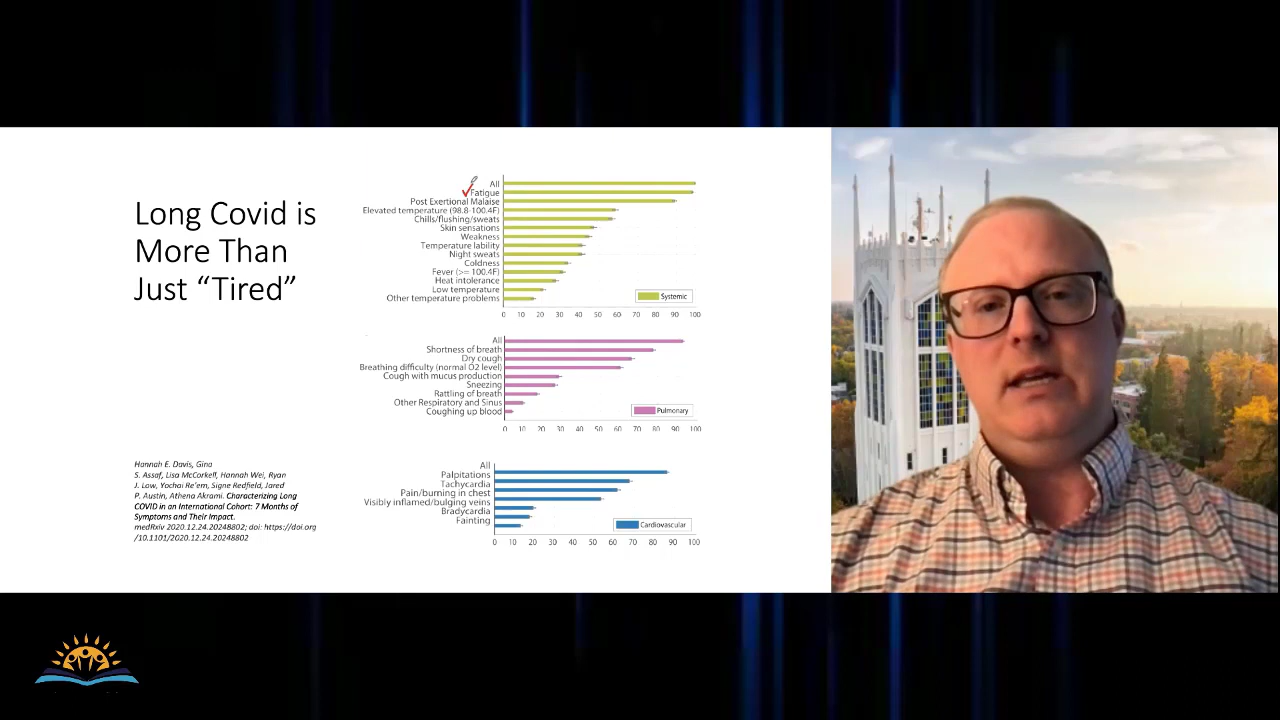 Long Covid is
More Than
Just “Tired”
All
Fatigue
Post Exertional Malaise
Elevated temperature (98.8-100.4F)
Chills/flushing/sweats
Skin sensations
Weakness
Temperature lability
Night sweats
Coldness
Fever (>= 100.4F)
Heat intolerance
Low temperature
Other temperature problems
Systemic
0 10 20 30 40 50 60 70 80 90 100
All
Shortness of breath
Dry cough
Breathing difficulty (normal O2 level)
Cough with mucus production
Sneezing
Rattling of breath
Other Respiratory and Sinus
Coughing up blood
Pulmonary
0 10 20 30 40 50 60 70 80 90 100
All
Palpitations
Tachycardia
Pain/burning in chest
Visibly inflamed/bulging veins
Bradycardia
Fainting
Cardiovascular
0 10 20 30 40 50 60 70 80 90 100
Hannah E. Davis, Gina
S. Assaf, Lisa McCorkell, Hannah Wei, Ryan
J. Low, Yochai Re'em, Signe Redfield, Jared
P. Austin, Athena Akrami. Characterizing Long
COVID in an International Cohort: 7 Months of
Symptoms and Their Impact.
medRxiv 2020.12.24.20248802; doi: https://doi.org
/10.1101/2020.12.24.20248802